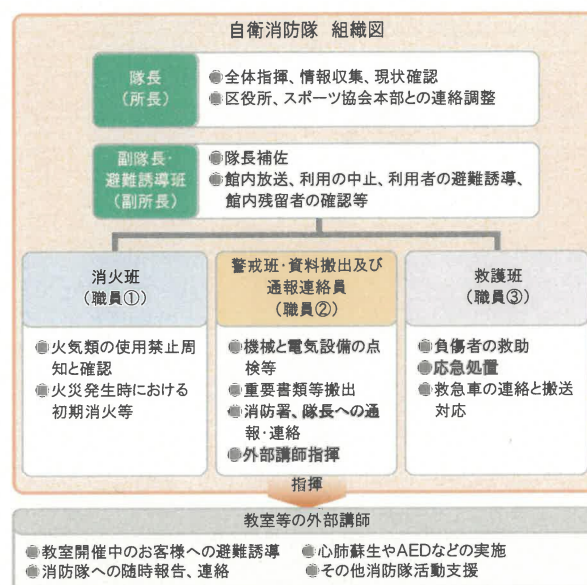 自衛消防隊 組織図
隊長
(所長)
●全体指揮、情報収集、現状確認
●区役所、スポーツ協会本部との連絡調整
副隊長・
避難誘導班
(副所長)
●隊長補佐
●館内放送、利用の中止、利用者の避難誘導、
館内残留者の確認等
消火班
(職員①)
●火気類の使用禁止周
知と確認
●火災発生時における
初期消火等
警戒班・資料搬出及び
通報連絡員
(職員②)
●機械と電気設備の点
検等
●重要書類等搬出
●消防署、隊長への通
報・連絡
●外部講師指揮
救護班
(職員③)
●負傷者の救助
●応急処置
●救急車の連絡と搬送
対応
指揮
教室等の外部講師
●教室開催中のお客様への避難誘導
●消防隊への随時報告、連絡
●心肺蘇生やAEDなどの実施
●その他消防隊活動支援